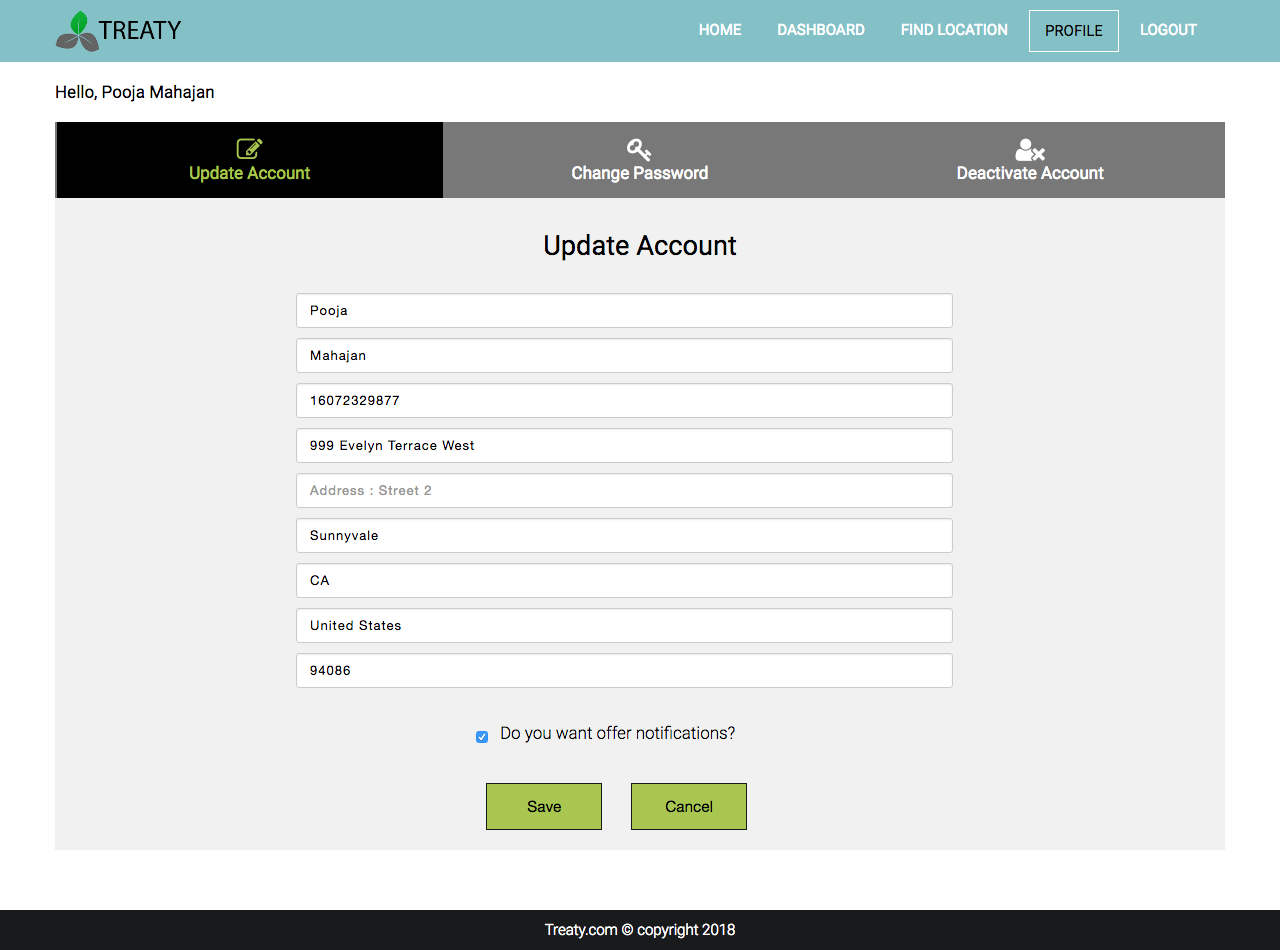 TREATY
HOME DASHBOARD FIND LOCATION PROFILE LOGOUT
Hello, Pooja Mahajan
Update Account Change Password Deactivate Account
Update Account
Pooja
Mahajan
16072329877
999 Evelyn Terrace West
Address : Street 2
Sunnyvale
CA
United States
94086
Do you want offer notifications?
Save Cancel
Treaty.com © copyright 2018